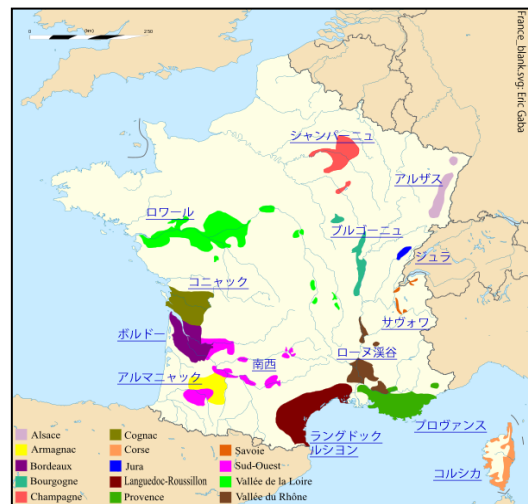 (km)
0 250
France_blank.svg: Eric Gaba
シャンパーニュ
アルザス
ロワール
ブルゴーニュ
ジュラ
コニャック
サヴォワ
ボルドー
ローヌ渓谷
南西
アルマニャック
プロヴァンス
ラングドック
ルシヨン
コルシカ
Alsace
Armagnac
Bordeaux
Bourgogne
Champagne
Cognac
Corse
Jura
Languedoc-Roussillon
Provence
Savoie
Sud-Ouest
Vallée de la Loire
Vallée du Rhône